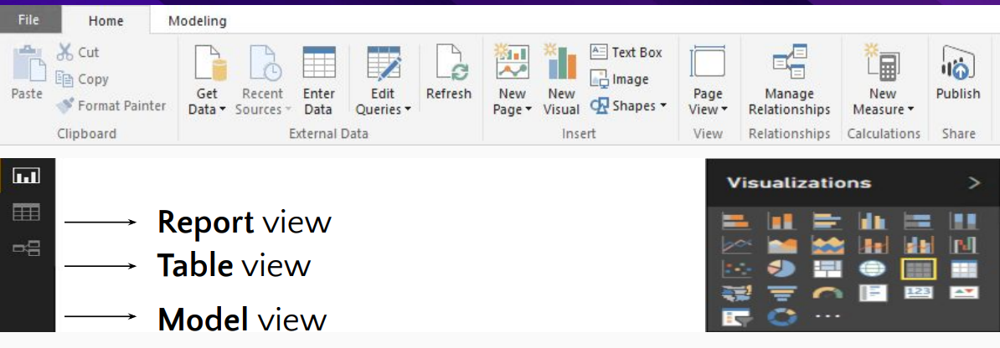 File Home Modeling
Paste
Cut
Copy
Format Painter
Clipboard
Get Data
Recent Sources
Enter Data
Edit Queries
Refresh
External Data
New Page
New Visual
Text Box
Image
Shapes
Insert
Page View
View
Manage Relationships
Relationships
New Measure
Calculations
Publish
Share
Visualizations
Report view
Table view
Model view
123